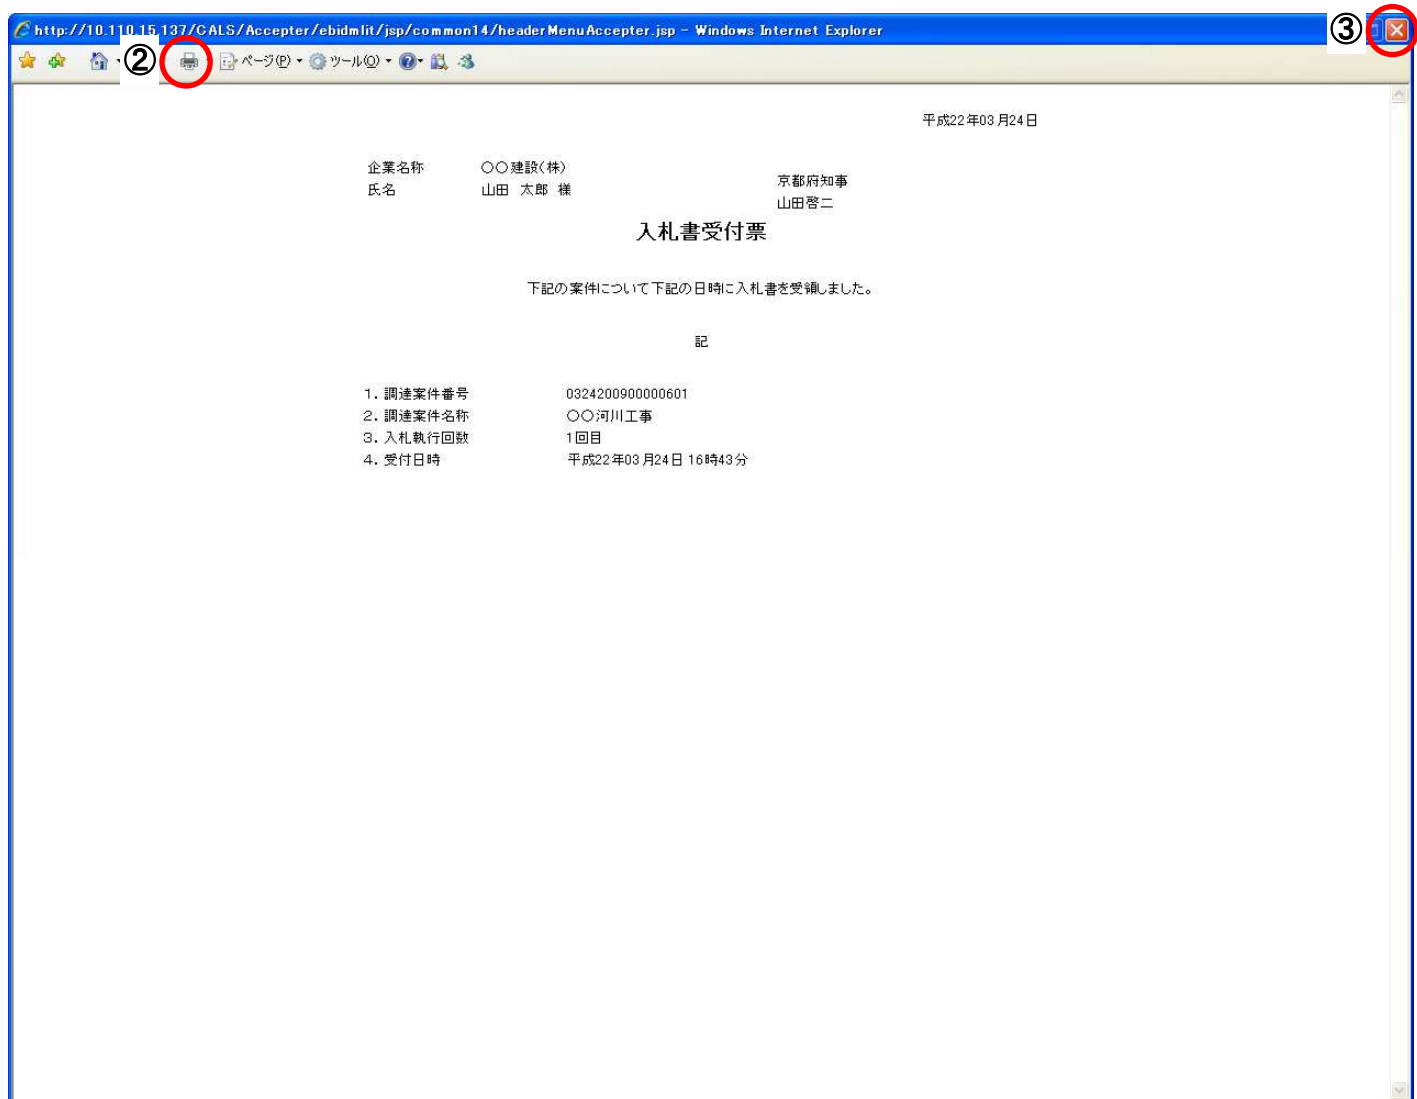 http://10.110.15.137/CALS/Accepter/ebidmlit/jsp/common14/headerMenuAccepter.jsp - Windows Internet Explorer
③
② ページ(P) ツール(O)
平成22年03月24日
企業名称 〇〇建設(株)
氏名 山田 太郎 様
京都府知事
山田啓二
入札書受付票
下記の案件について下記の日時に入札書を受領しました。
記
1.調達案件番号 0324200900000601
2.調達案件名称 〇〇河川工事
3.入札執行回数 1回目
4.受付日時 平成22年03月24日 16時43分